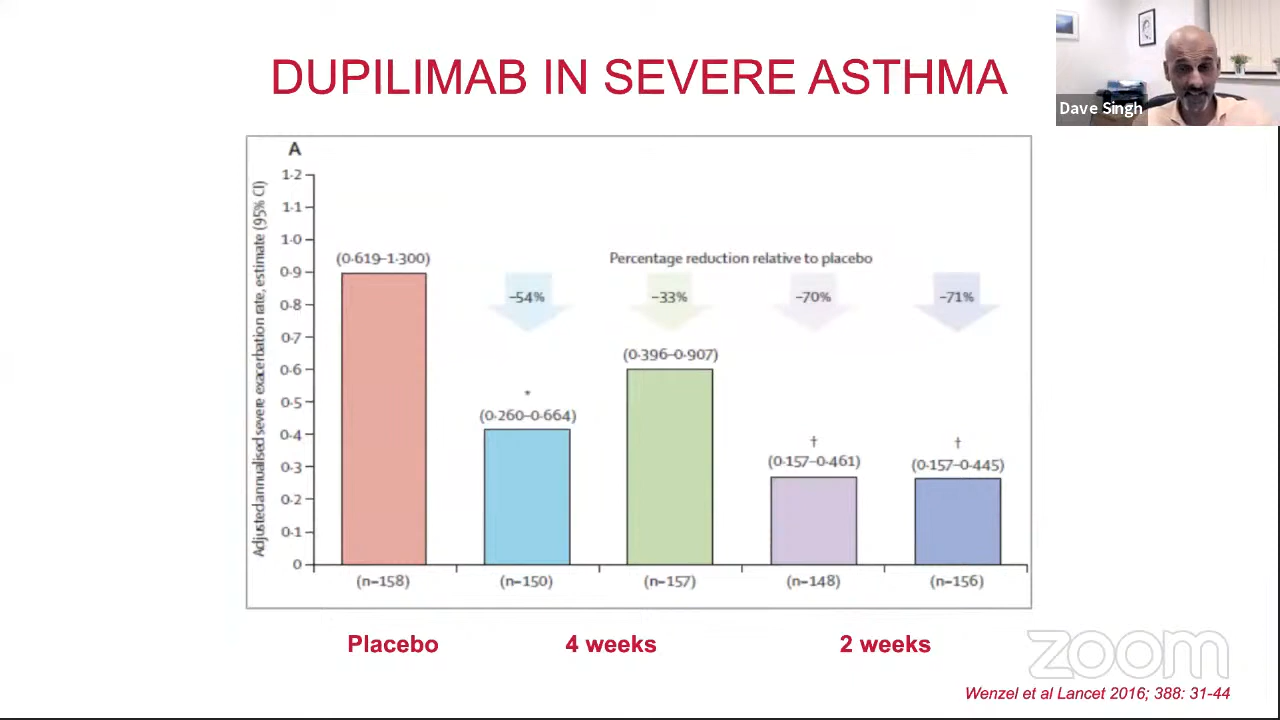 DUPILIMAB IN SEVERE ASTHMA
Dave Singh
A
Adjusted annualised severe exacerbation rate, estimate (95% CI)
1·2
1·1
1·0
0·9
0·8
0·7
0·6
0·5
0·4
0·3
0·2
0·1
0
(0·619–1·300)
Percentage reduction relative to placebo
–54%
–33%
–70%
–71%
(0·396–0·907)
*
(0·260–0·664)
†
(0·157–0·461)
†
(0·157–0·445)
(n=158)
(n=150)
(n=157)
(n=148)
(n=156)
Placebo
4 weeks
2 weeks
zoom
Wenzel et al Lancet 2016; 388: 31-44